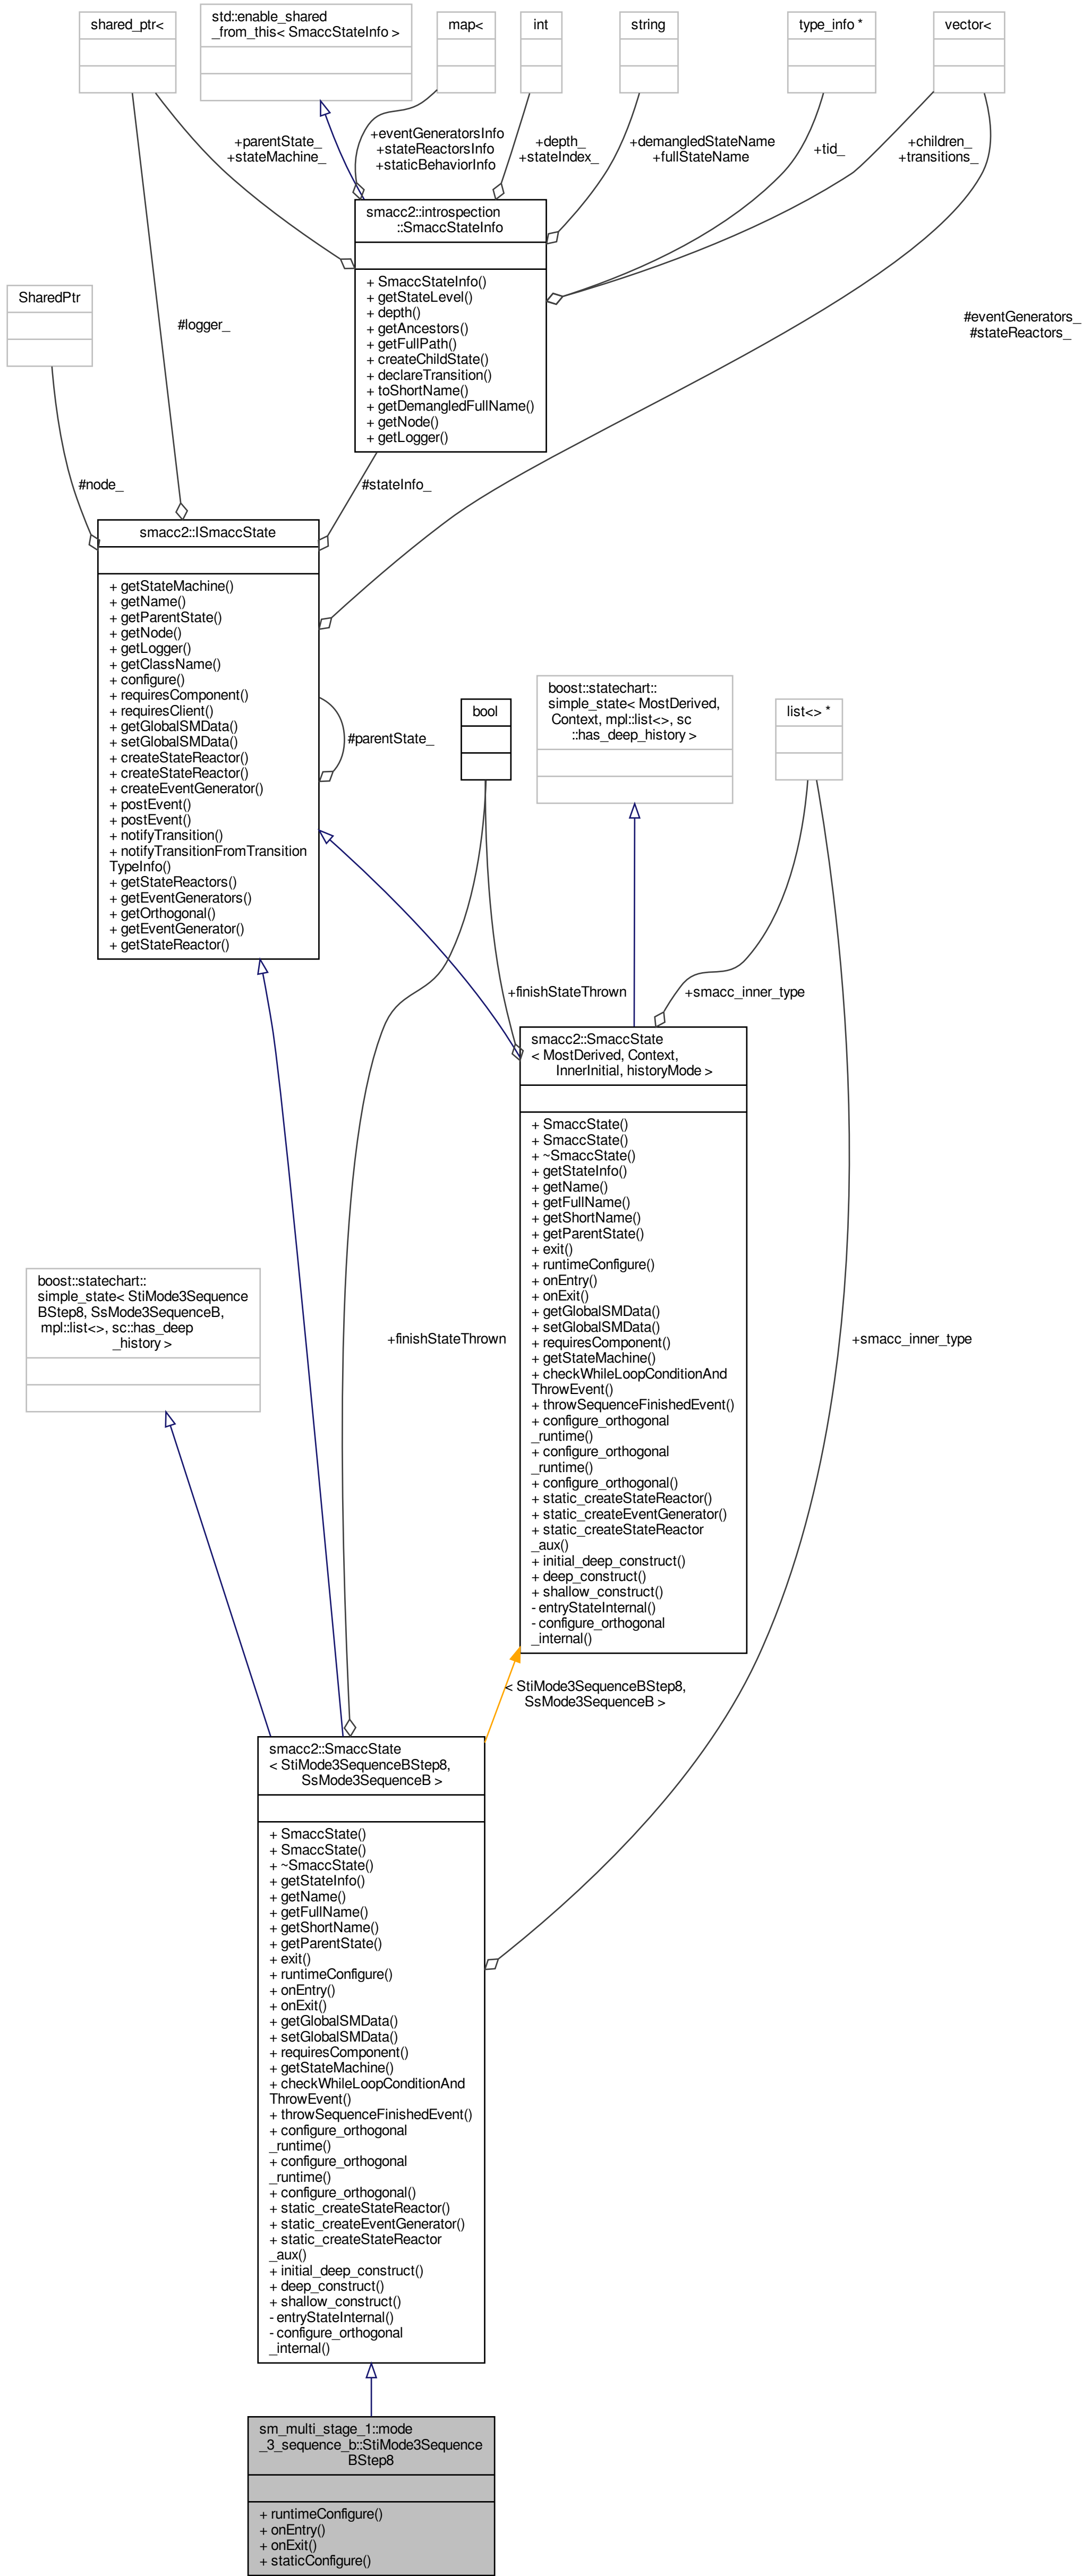 shared_ptr<
std::enable_shared
_from_this< SmaccStateInfo >
map<
int
string
type_info *
vector<
+parentState_
+stateMachine_
+eventGeneratorsInfo
+stateReactorsInfo
+staticBehaviorInfo
+depth_
+stateIndex_
+demangledStateName
+fullStateName
+tid_
+children_
+transitions_
smacc2::introspection
::SmaccStateInfo
+ SmaccStateInfo()
+ getStateLevel()
+ depth()
+ getAncestors()
+ getFullPath()
+ createChildState()
+ declareTransition()
+ toShortName()
+ getDemangledFullName()
+ getNode()
+ getLogger()
SharedPtr
#logger_
#eventGenerators_
#stateReactors_
#node_
#stateInfo_
smacc2::ISmaccState
+ getStateMachine()
+ getName()
+ getParentState()
+ getNode()
+ getLogger()
+ getClassName()
+ configure()
+ requiresComponent()
+ requiresClient()
+ getGlobalSMData()
+ setGlobalSMData()
+ createStateReactor()
+ createStateReactor()
+ createEventGenerator()
+ postEvent()
+ postEvent()
+ notifyTransition()
+ notifyTransitionFromTransition
TypeInfo()
+ getStateReactors()
+ getEventGenerators()
+ getOrthogonal()
+ getEventGenerator()
+ getStateReactor()
#parentState_
bool
boost::statechart::
simple_state< MostDerived,
Context, mpl::list<>, sc
::has_deep_history >
list<> *
+finishStateThrown
+smacc_inner_type
smacc2::SmaccState
< MostDerived, Context,
InnerInitial, historyMode >
+ SmaccState()
+ SmaccState()
+ ~SmaccState()
+ getStateInfo()
+ getName()
+ getFullName()
+ getShortName()
+ getParentState()
+ exit()
+ runtimeConfigure()
+ onEntry()
+ onExit()
+ getGlobalSMData()
+ setGlobalSMData()
+ requiresComponent()
+ getStateMachine()
+ checkWhileLoopConditionAnd
ThrowEvent()
+ throwSequenceFinishedEvent()
+ configure_orthogonal
_runtime()
+ configure_orthogonal
_runtime()
+ configure_orthogonal()
+ static_createStateReactor()
+ static_createEventGenerator()
+ static_createStateReactor
_aux()
+ initial_deep_construct()
+ deep_construct()
+ shallow_construct()
- entryStateInternal()
- configure_orthogonal
_internal()
boost::statechart::
simple_state< StiMode3Sequence
BStep8, SsMode3SequenceB,
mpl::list<>, sc::has_deep
_history >
+finishStateThrown
+smacc_inner_type
< StiMode3SequenceBStep8,
SsMode3SequenceB >
smacc2::SmaccState
< StiMode3SequenceBStep8,
SsMode3SequenceB >
+ SmaccState()
+ SmaccState()
+ ~SmaccState()
+ getStateInfo()
+ getName()
+ getFullName()
+ getShortName()
+ getParentState()
+ exit()
+ runtimeConfigure()
+ onEntry()
+ onExit()
+ getGlobalSMData()
+ setGlobalSMData()
+ requiresComponent()
+ getStateMachine()
+ checkWhileLoopConditionAnd
ThrowEvent()
+ throwSequenceFinishedEvent()
+ configure_orthogonal
_runtime()
+ configure_orthogonal
_runtime()
+ configure_orthogonal()
+ static_createStateReactor()
+ static_createEventGenerator()
+ static_createStateReactor
_aux()
+ initial_deep_construct()
+ deep_construct()
+ shallow_construct()
- entryStateInternal()
- configure_orthogonal
_internal()
sm_multi_stage_1::mode
_3_sequence_b::StiMode3Sequence
BStep8
+ runtimeConfigure()
+ onEntry()
+ onExit()
+ staticConfigure()